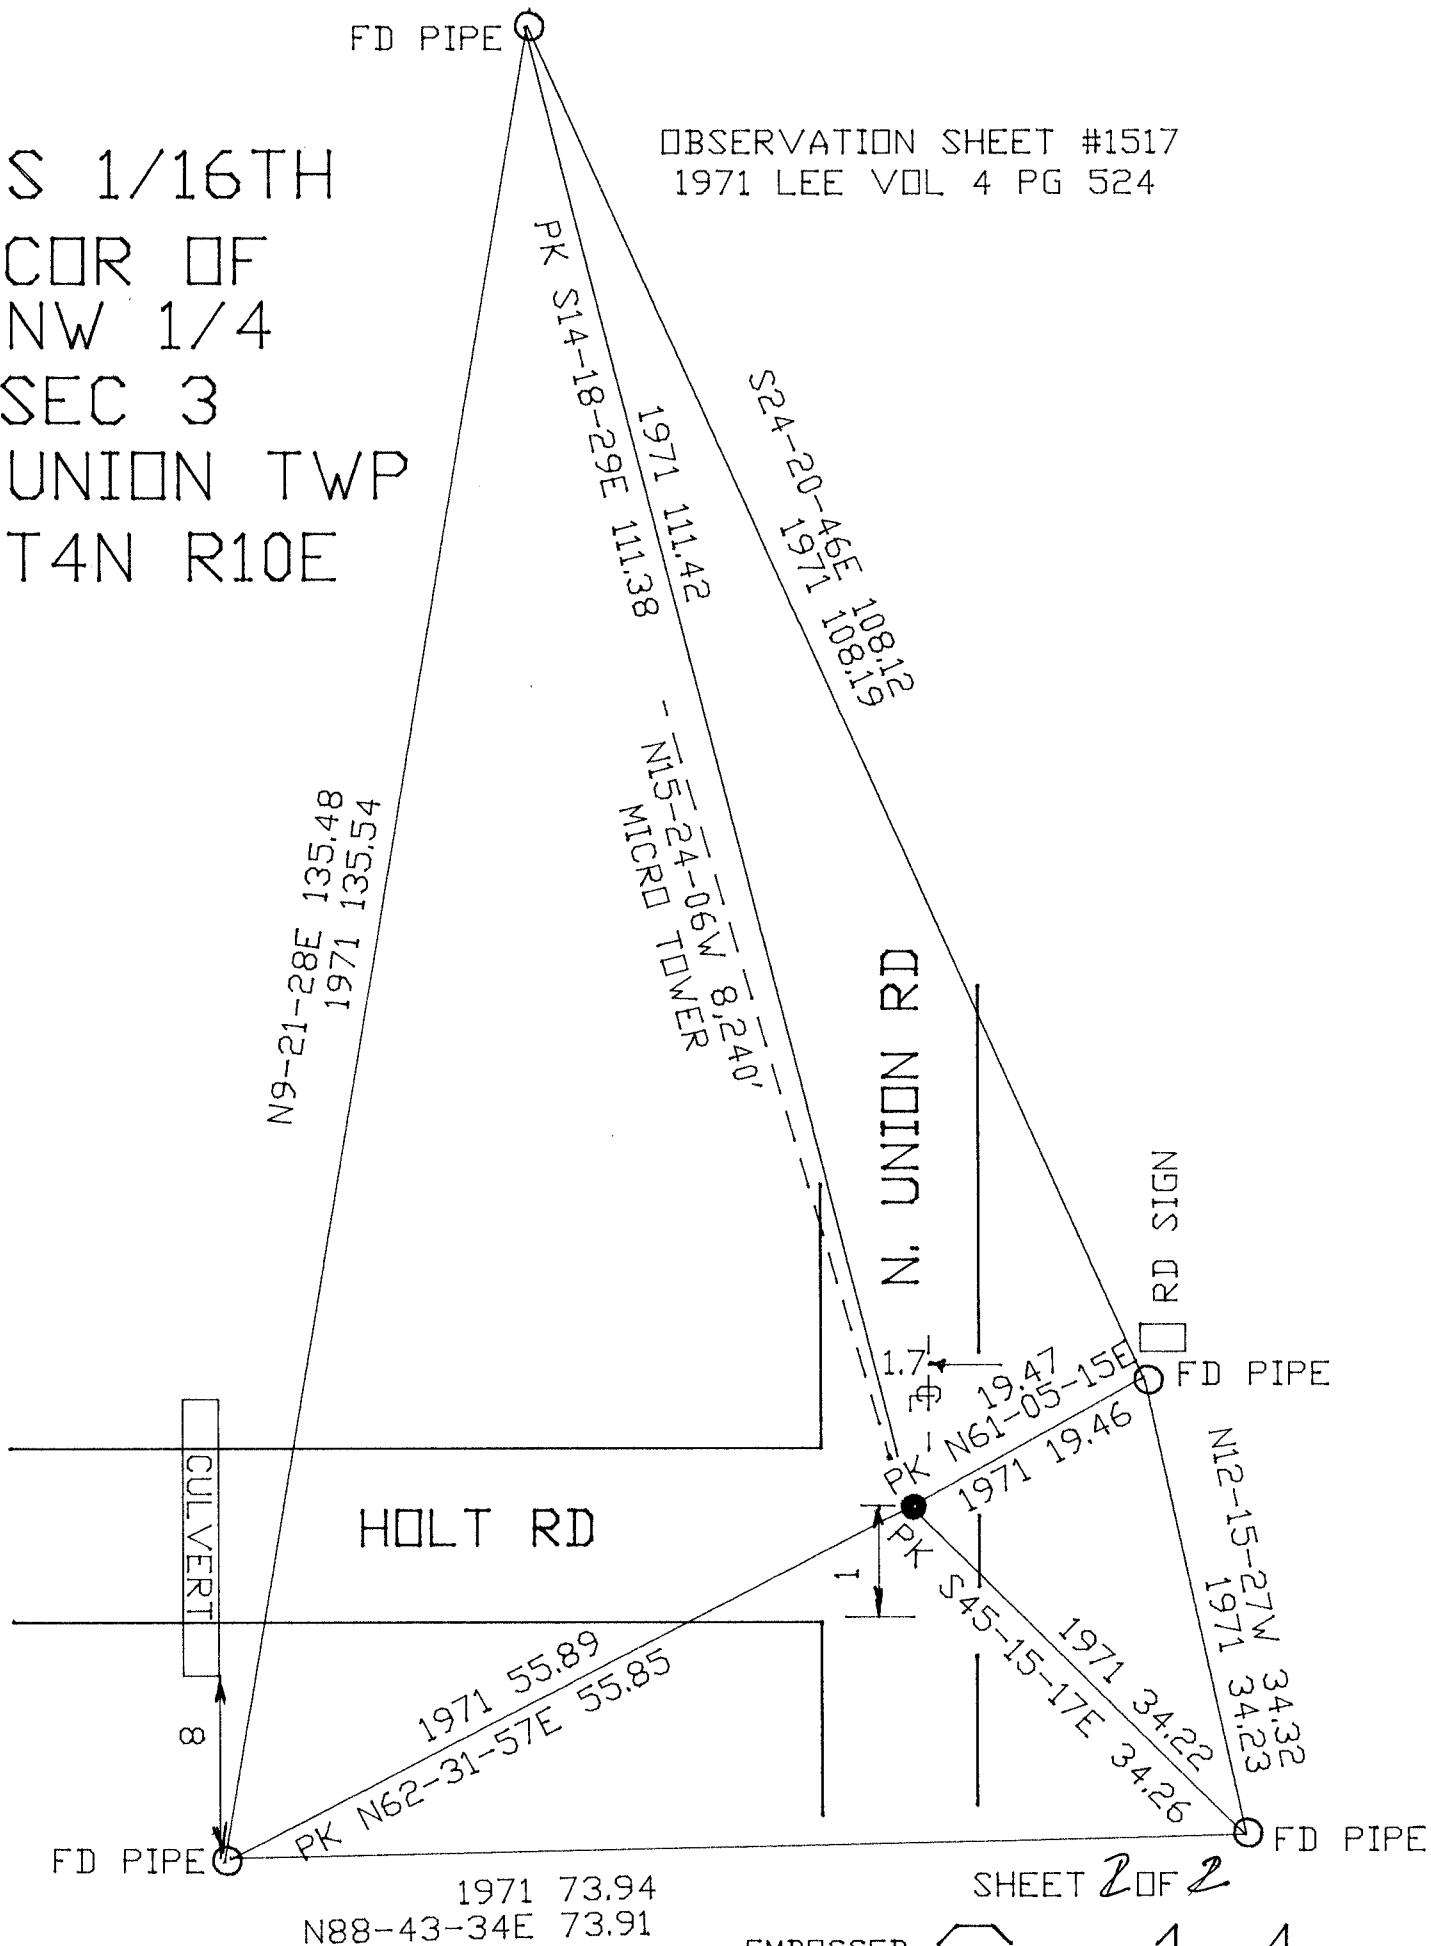 FD PIPE
OBSERVATION SHEET #1517
1971 LEE VOL 4 PG 524
S 1/16TH
COR OF
NW 1/4
SEC 3
UNION TWP
T4N R10E
PK S14-18-29E 111.38
1971 111.42
S24-20-46E 108.12
1971 108.19
N15-24-06W 8,240'
MICRO TOWER
N9-21-28E 135.48
1971 135.54
N. UNION RD
RD SIGN
1.7
19.47
PK N61-05-15E
1971 19.46
FD PIPE
N12-15-27W 34.32
1971 34.23
CULVERT
HOLT RD
1
PK S45-15-17E 34.26
1971 34.22
1971 55.89
PK N62-31-57E 55.85
8
FD PIPE
FD PIPE
1971 73.94
N88-43-34E 73.91
SHEET 2 OF 2
EMBOSSED